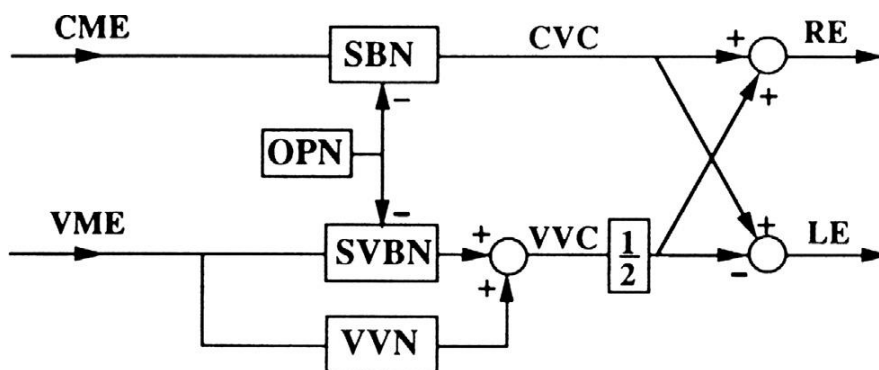 CME SBN CVC + RE
− +
OPN
VME − SVBN + VVC 1/2 + − LE
+
VVN